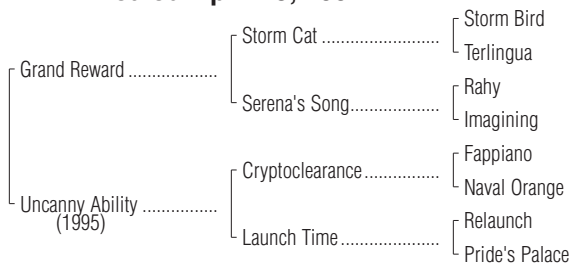 Storm Bird
Storm Cat ........................
Terlingua
Grand Reward ..................
Rahy
Serena's Song..................
Imagining
Fappiano
Cryptoclearance...............
Naval Orange
Uncanny Ability ...............
(1995)
Relaunch
Launch Time....................
Pride's Palace